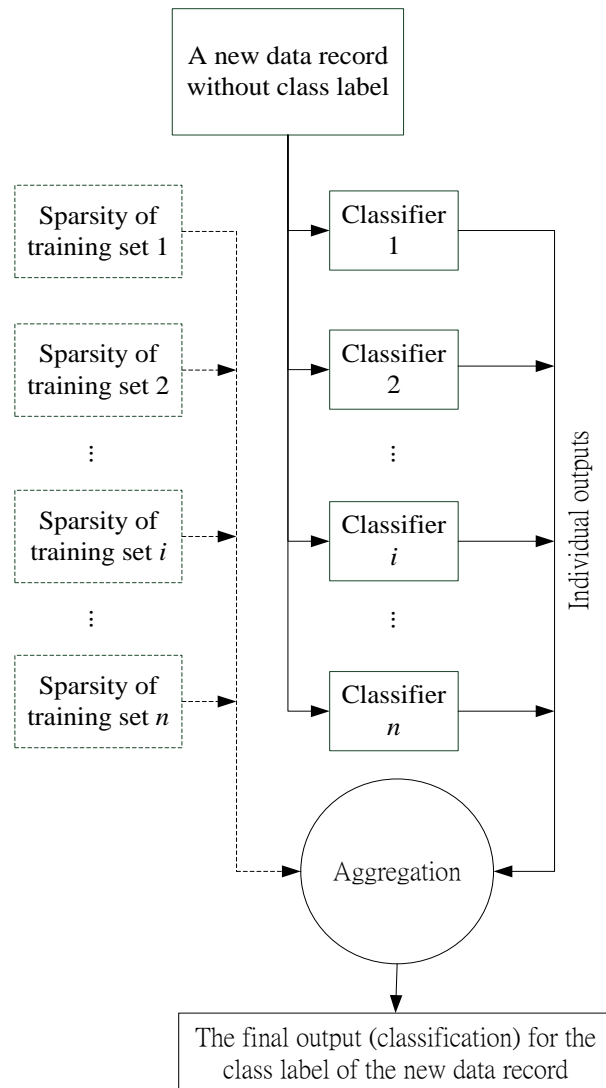 A new data record
without class label
Sparsity of
training set 1
Classifier
1
Sparsity of
training set 2
Classifier
2
⋮
⋮
Sparsity of
training set i
Classifier
i
Individual outputs
⋮
⋮
Sparsity of
training set n
Classifier
n
Aggregation
The final output (classification) for the
class label of the new data record